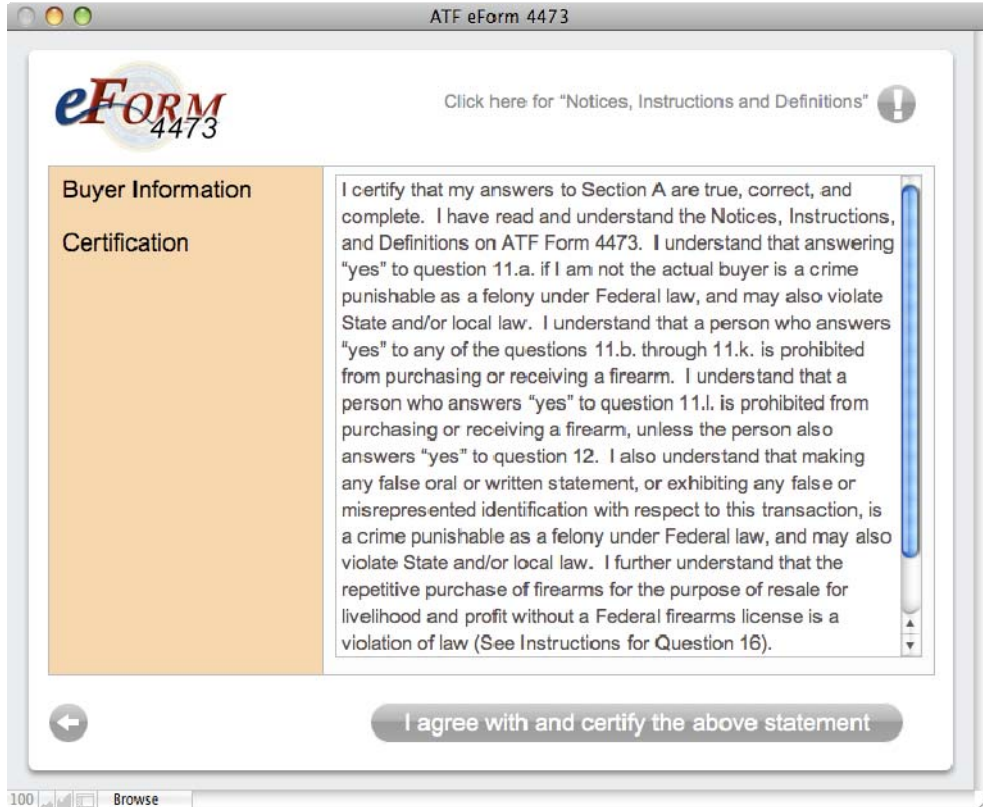 ATF eForm 4473
eFORM
4473
Click here for “Notices, Instructions and Definitions”
!
Buyer Information
Certification
I certify that my answers to Section A are true, correct, and
complete.  I have read and understand the Notices, Instructions,
and Definitions on ATF Form 4473.  I understand that answering
“yes” to question 11.a. if I am not the actual buyer is a crime
punishable as a felony under Federal law, and may also violate
State and/or local law.  I understand that a person who answers
“yes” to any of the questions 11.b. through 11.k. is prohibited
from purchasing or receiving a firearm.  I understand that a
person who answers “yes” to question 11.l. is prohibited from
purchasing or receiving a firearm, unless the person also
answers “yes” to question 12.  I also understand that making
any false oral or written statement, or exhibiting any false or
misrepresented identification with respect to this transaction, is
a crime punishable as a felony under Federal law, and may also
violate State and/or local law.  I further understand that the
repetitive purchase of firearms for the purpose of resale for
livelihood and profit without a Federal firearms license is a
violation of law (See Instructions for Question 16).
I agree with and certify the above statement
100
Browse